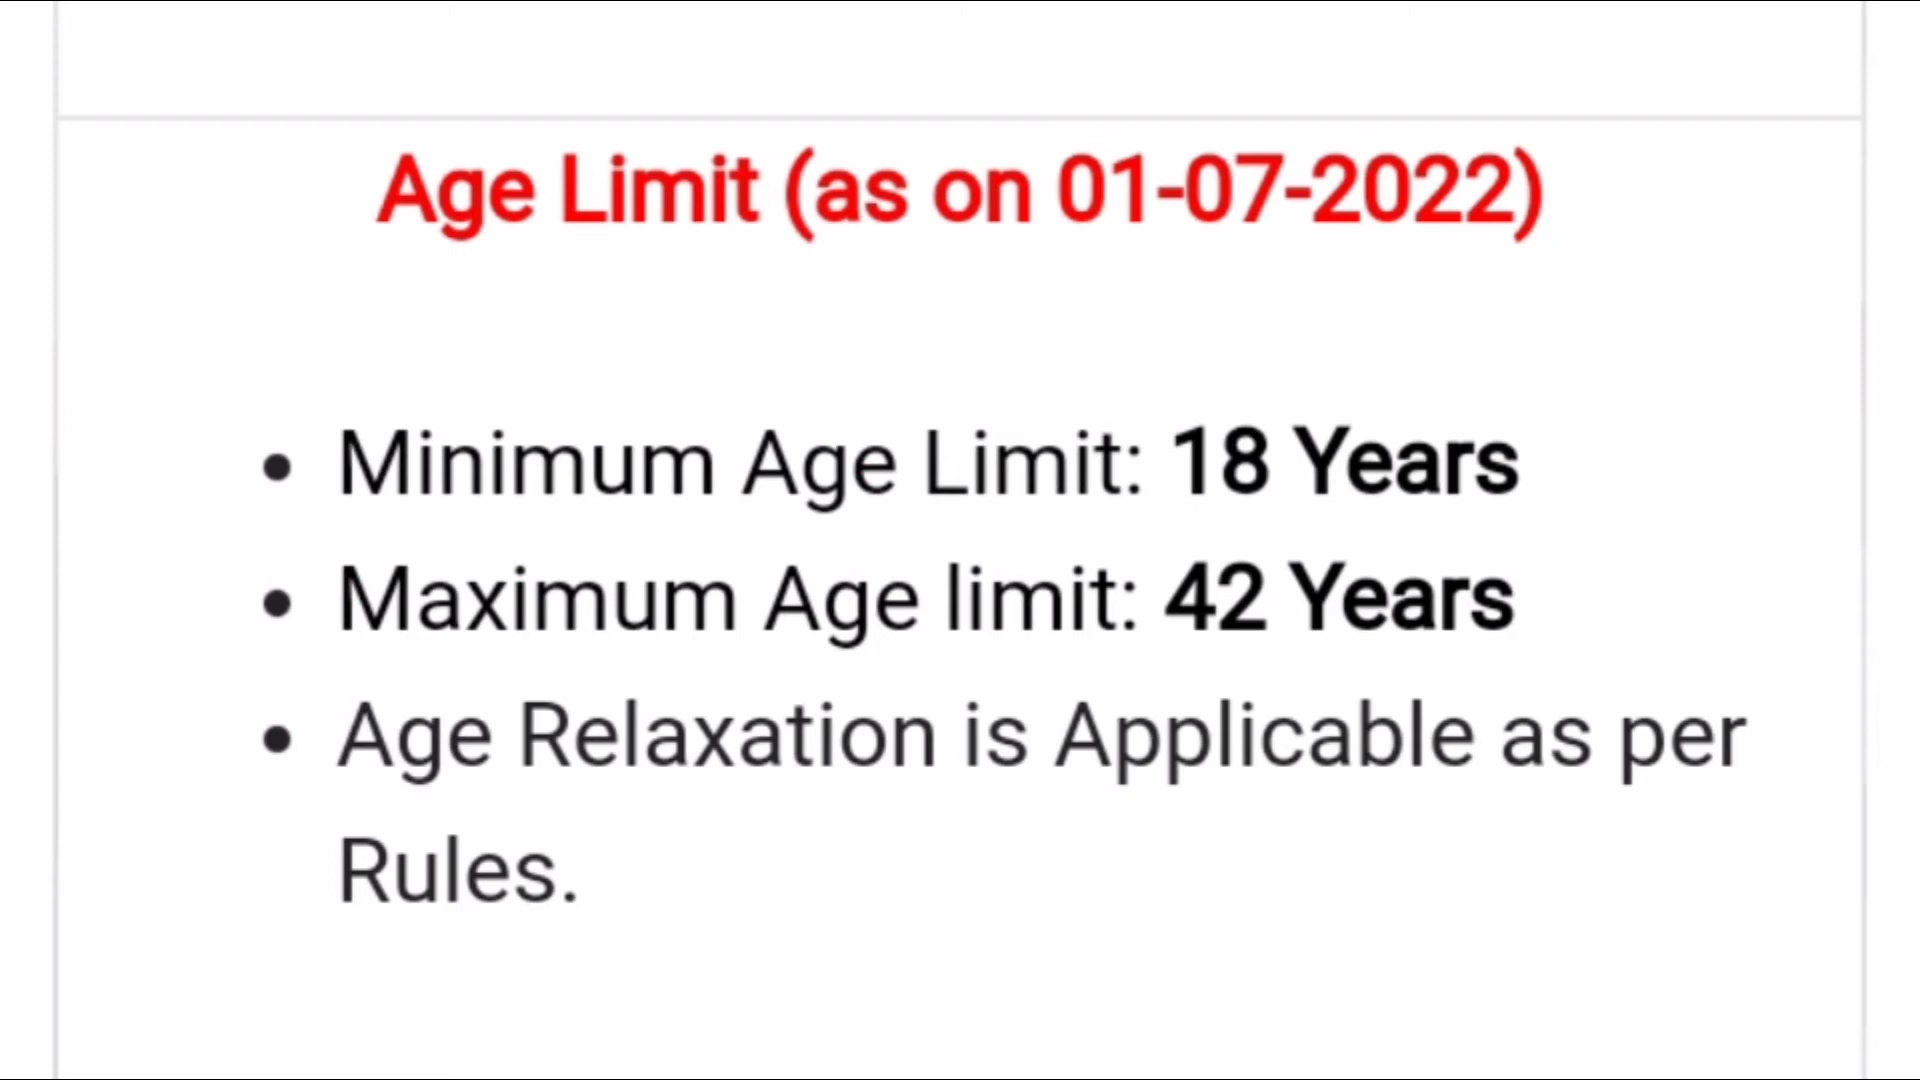 Age Limit (as on 01-07-2022)
• Minimum Age Limit: 18 Years
• Maximum Age limit: 42 Years
• Age Relaxation is Applicable as per
Rules.